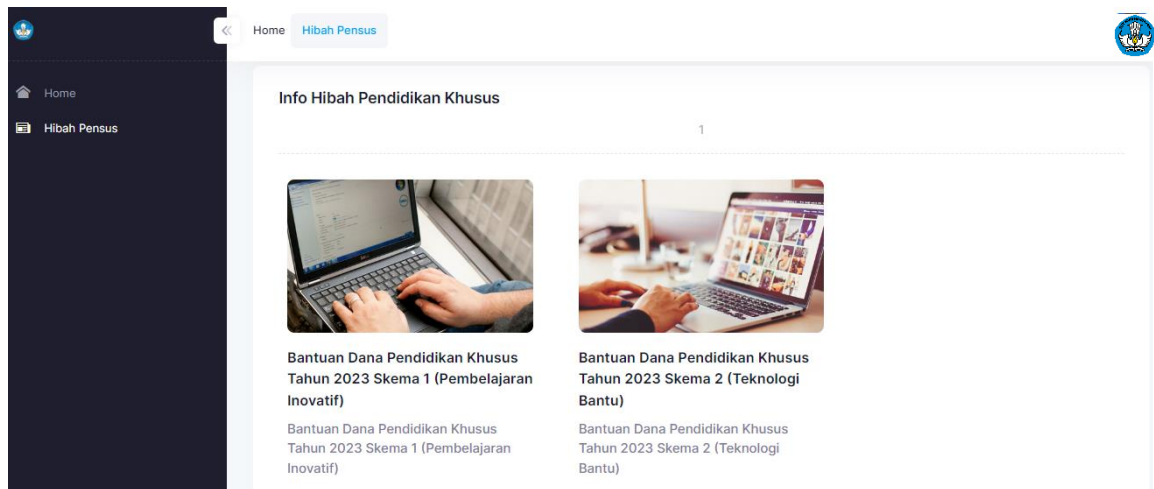 Home Hibah Pensus
Home
Hibah Pensus
Info Hibah Pendidikan Khusus
1
Bantuan Dana Pendidikan Khusus
Tahun 2023 Skema 1 (Pembelajaran
Inovatif)
Bantuan Dana Pendidikan Khusus
Tahun 2023 Skema 1 (Pembelajaran
Inovatif)
Bantuan Dana Pendidikan Khusus
Tahun 2023 Skema 2 (Teknologi
Bantu)
Bantuan Dana Pendidikan Khusus
Tahun 2023 Skema 2 (Teknologi
Bantu)